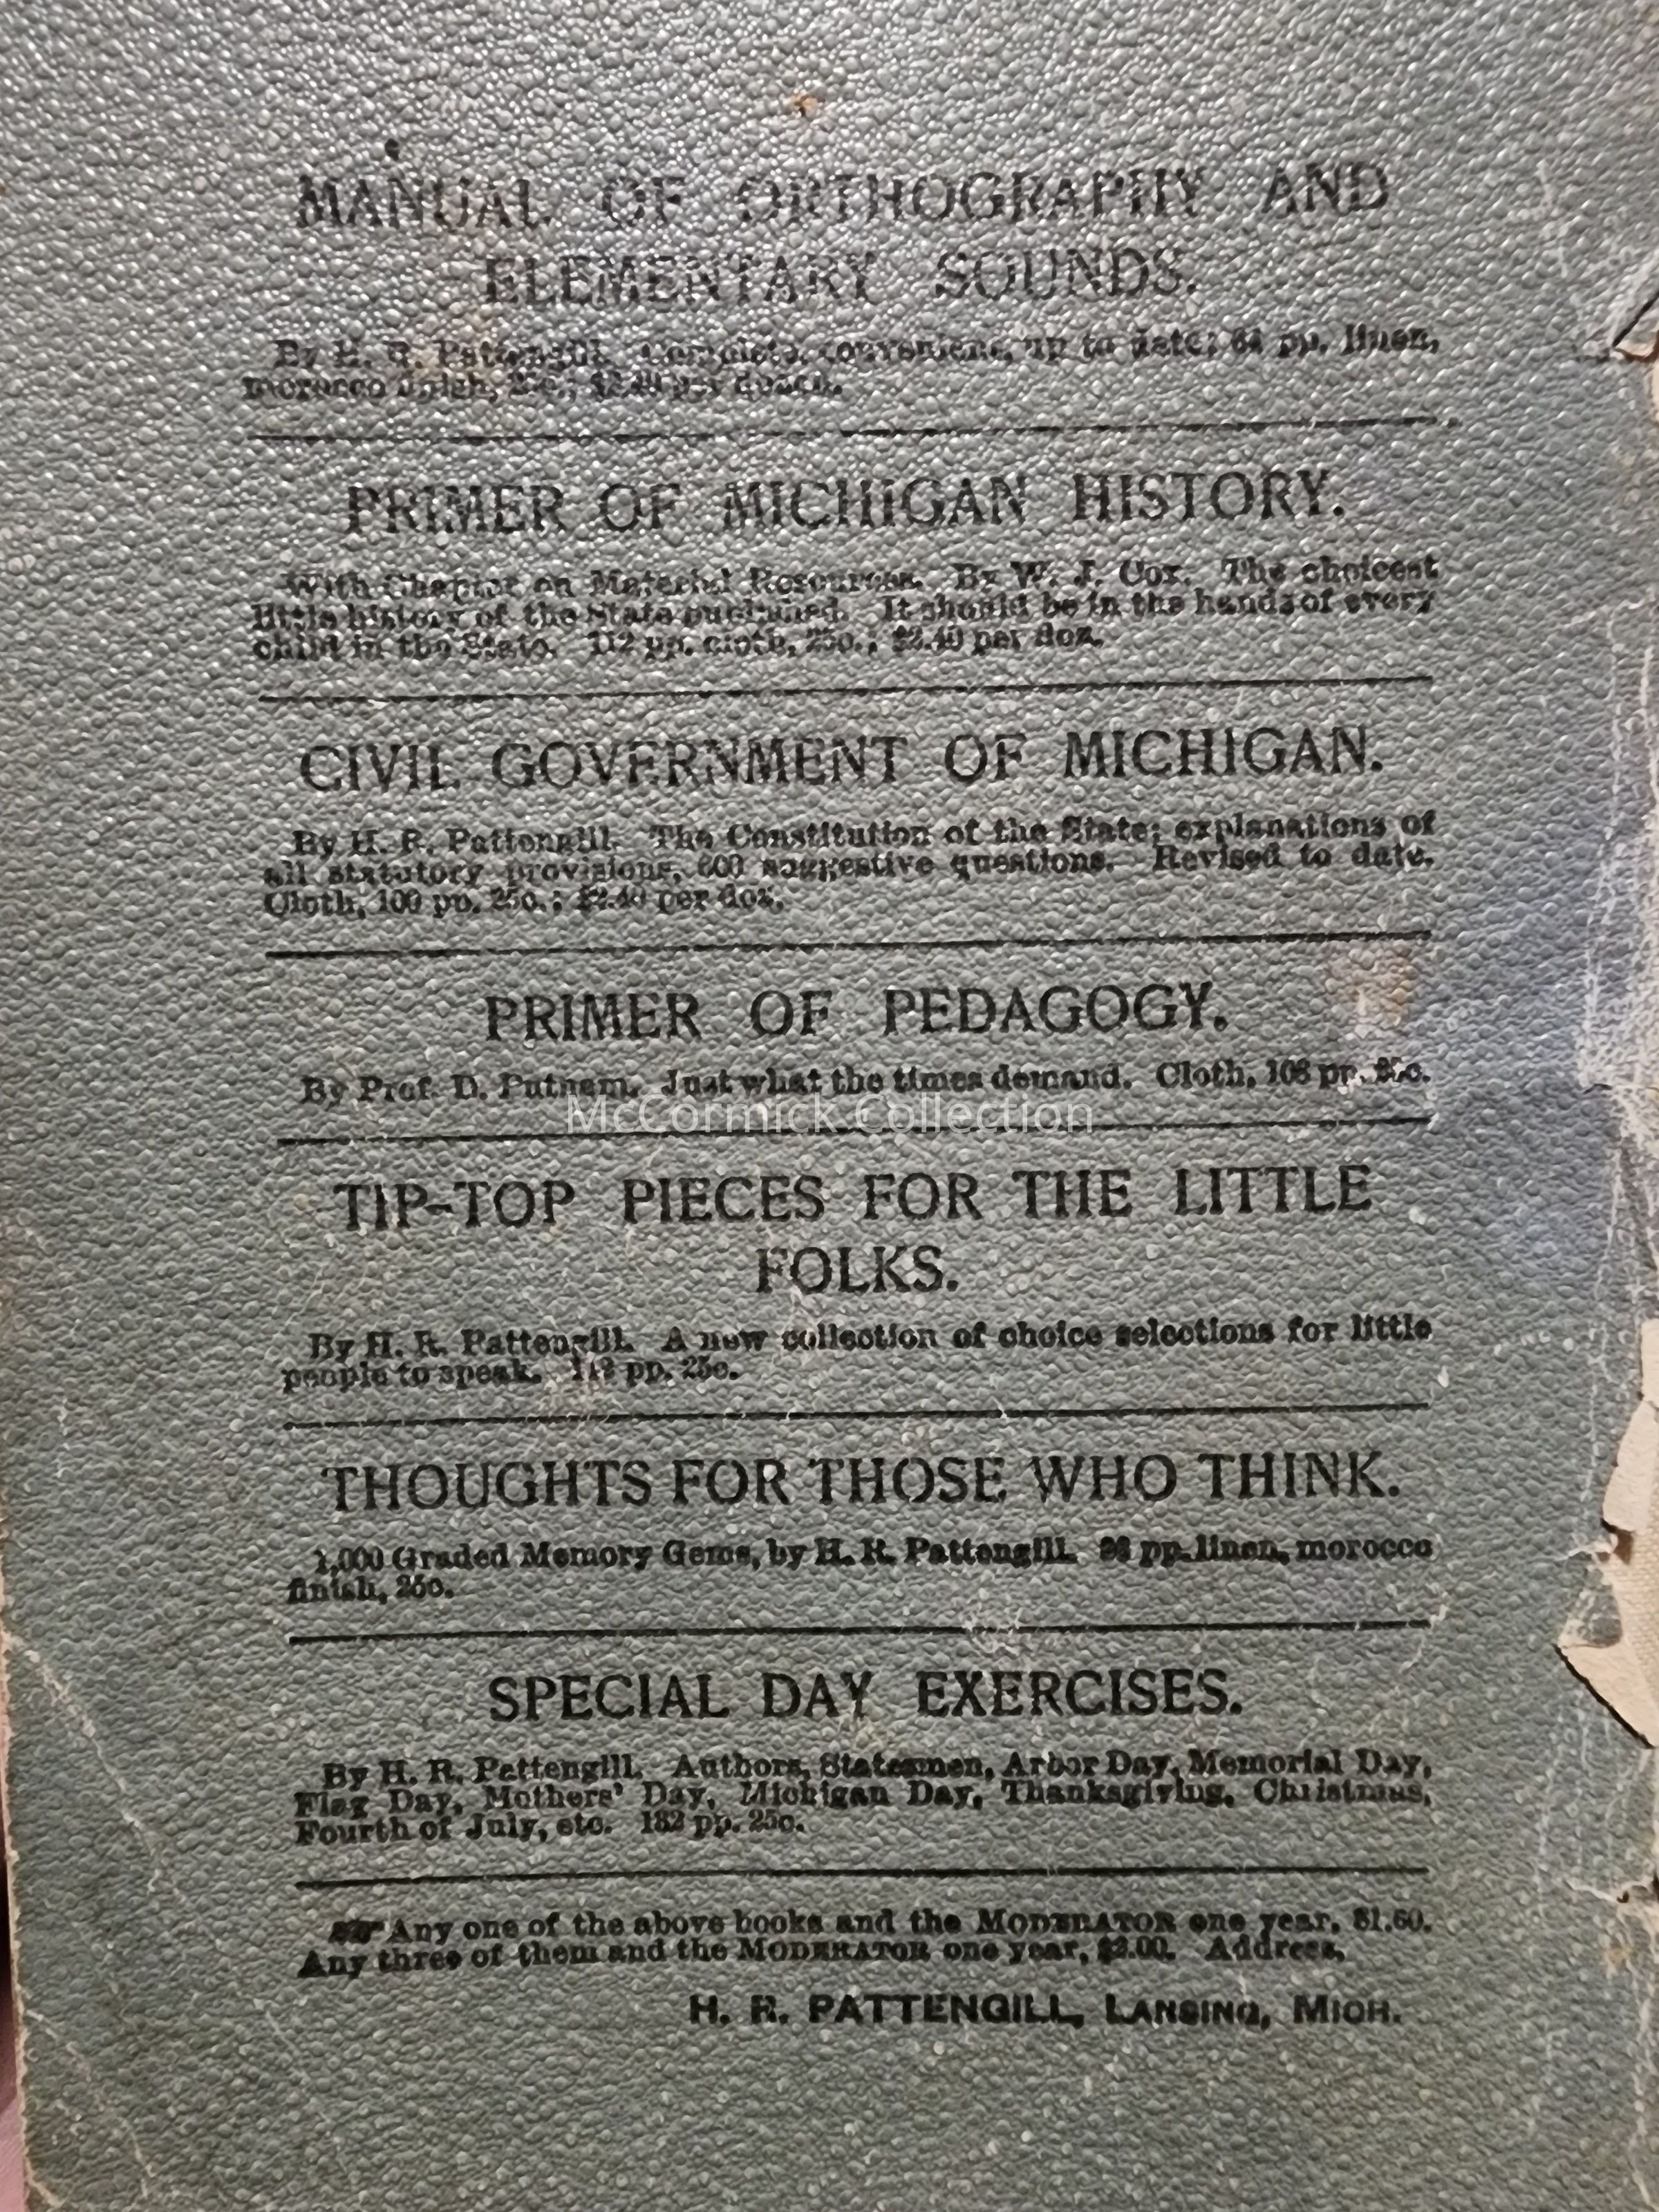 MANUAL OF ORTHOGRAPHY AND
ELEMENTARY SOUNDS.
By H. R. Pattengill. Complete, convenient, up to date; 64 pp. linen,
morocco finish, 25c.; $2.40 per dozen.
PRIMER OF MICHIGAN HISTORY.
With Chapter on Material Resources. By W. J. Cox. The choicest
little history of the State published. It should be in the hands of every
child in the State. 112 pp. cloth, 25c.; $2.40 per doz.
CIVIL GOVERNMENT OF MICHIGAN.
By H. R. Pattengill. The Constitution of the State; explanations of
all statutory provisions, 600 suggestive questions. Revised to date.
Cloth, 100 pp. 25c.; $2.40 per doz.
PRIMER OF PEDAGOGY.
By Prof. D. Putnam. Just what the times demand. Cloth, 108 pp. 25c.
McCormick Collection
TIP-TOP PIECES FOR THE LITTLE
FOLKS.
By H. R. Pattengill. A new collection of choice selections for little
people to speak. pp. 25c.
THOUGHTS FOR THOSE WHO THINK.
1,000 Graded Memory Gems, by H. R. Pattengill. pp. linen, morocco
finish, 25c.
SPECIAL DAY EXERCISES.
By H. R. Pattengill. Authors, Statesmen, Arbor Day, Memorial Day,
Flag Day, Mothers' Day, Michigan Day, Thanksgiving, Christmas,
Fourth of July, etc. 182 pp. 25c.
Any one of the above books and the MODERATOR one year, $1.60.
Any three of them and the MODERATOR one year, $2.00. Address,
H. R. PATTENGILL, LANSING, MICH.